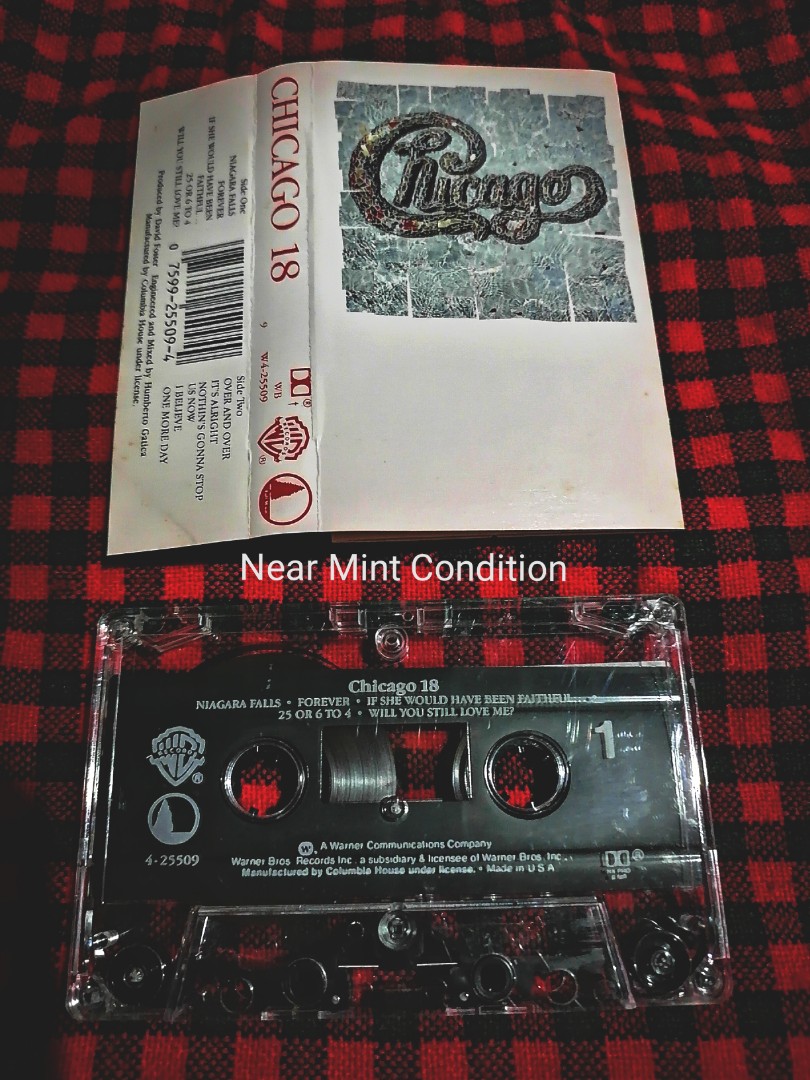 Chicago
CHICAGO 18
9 W4-25509
WB
WB RECORDS
®
Side One
NIAGARA FALLS
FOREVER
IF SHE WOULD HAVE BEEN
FAITHFUL...
25 OR 6 TO 4
WILL YOU STILL LOVE ME?
0 7599-25509-4
Side Two
OVER AND OVER
IT'S ALRIGHT
NOTHIN'S GONNA STOP
US NOW
I BELIEVE
ONE MORE DAY
Produced by David Foster Engineered and Mixed by Humberto Gatica
Manufactured by Columbia House under license.
Near Mint Condition
Chicago 18
NIAGARA FALLS • FOREVER • IF SHE WOULD HAVE BEEN FAITHFUL...
25 OR 6 TO 4 • WILL YOU STILL LOVE ME?
1
WB RECORDS
®
4-25509
A Warner Communications Company
Warner Bros. Records Inc. a subsidiary & licensee of Warner Bros. Inc.
Manufactured by Columbia House under license. • Made in U S A